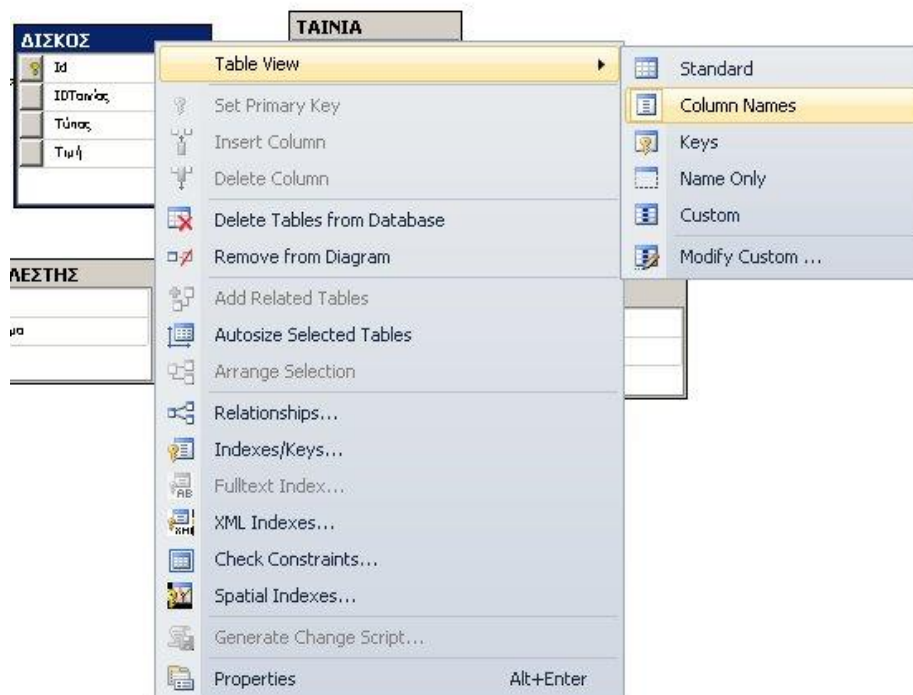 ΤΑΙΝΙΑ
ΔΙΣΚΟΣ
Id
IDΤαινίας
Τύπος
Τιμή
ΛΕΣΤΗΣ
μα
Table View
Set Primary Key
Insert Column
Delete Column
Delete Tables from Database
Remove from Diagram
Add Related Tables
Autosize Selected Tables
Arrange Selection
Relationships...
Indexes/Keys...
Fulltext Index...
XML Indexes...
Check Constraints...
Spatial Indexes...
Generate Change Script...
Properties Alt+Enter
Standard
Column Names
Keys
Name Only
Custom
Modify Custom ...